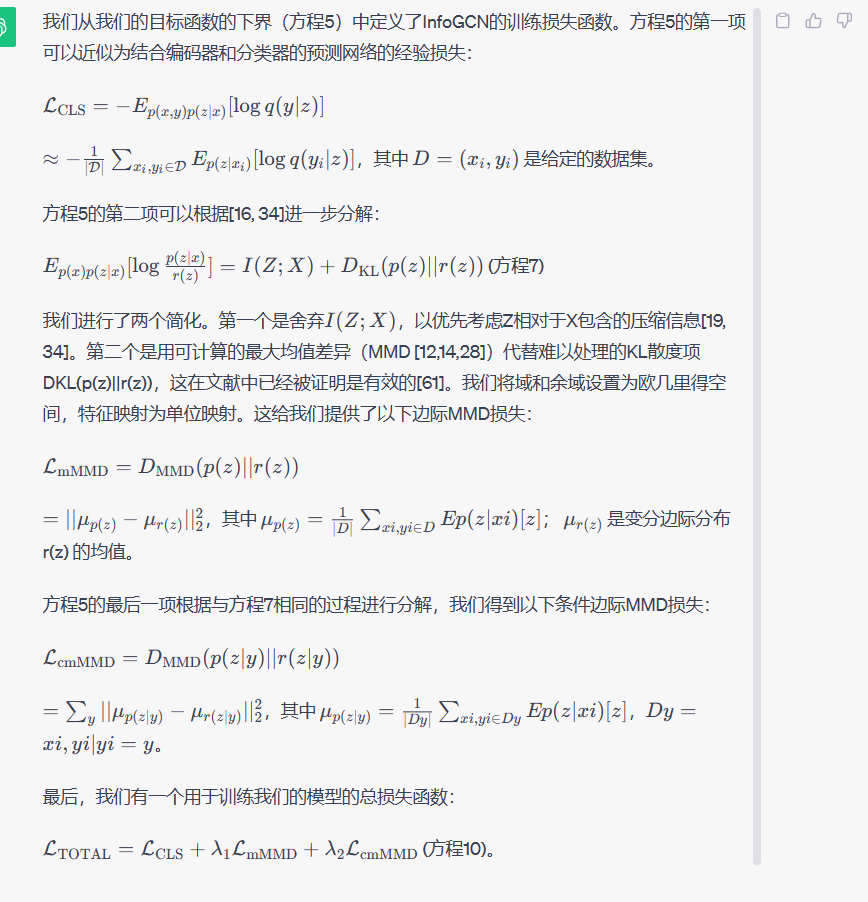 我们从我们的目标函数的下界（方程5）中定义了InfoGCN的训练损失函数。方程5的第一项
可以近似为结合编码器和分类器的预测网络的经验损失：
$\mathcal{L}_{\text{CLS}} = -E_{p(x,y)p(z|x)}[\log q(y|z)]$
$\approx -\frac{1}{|\mathcal{D}|} \sum_{x_i,y_i \in \mathcal{D}} E_{p(z|x_i)}[\log q(y_i|z)]$，其中 $D = (x_i, y_i)$ 是给定的数据集。
方程5的第二项可以根据[16, 34]进一步分解：
$E_{p(x)p(z|x)}[\log \frac{p(z|x)}{r(z)}] = I(Z; X) + D_{\text{KL}}(p(z)||r(z))$ (方程7)
我们进行了两个简化。第一个是舍弃$I(Z; X)$，以优先考虑Z相对于X包含的压缩信息[19,
34]。第二个是用可计算的最大均值差异（MMD [12,14,28]）代替难以处理的KL散度项
DKL(p(z)||r(z))，这在文献中已经被证明是有效的[61]。我们将域和余域设置为欧几里得空
间，特征映射为单位映射。这给我们提供了以下边际MMD损失：
$\mathcal{L}_{\text{mMMD}} = D_{\text{MMD}}(p(z)||r(z))$
$= ||\mu_{p(z)} - \mu_{r(z)}||_2^2$，其中 $\mu_{p(z)} = \frac{1}{|D|} \sum_{xi,yi \in D} Ep(z|xi)[z]$； $\mu_{r(z)}$ 是变分边际分布
r(z) 的均值。
方程5的最后一项根据与方程7相同的过程进行分解，我们得到以下条件边际MMD损失：
$\mathcal{L}_{\text{cmMMD}} = D_{\text{MMD}}(p(z|y)||r(z|y))$
$= \sum_y ||\mu_{p(z|y)} - \mu_{r(z|y)}||_2^2$，其中 $\mu_{p(z|y)} = \frac{1}{|Dy|} \sum_{xi,yi \in Dy} Ep(z|xi)[z]$，$Dy =$
$xi, yi|yi = y$。
最后，我们有一个用于训练我们的模型的总损失函数：
$\mathcal{L}_{\text{TOTAL}} = \mathcal{L}_{\text{CLS}} + \lambda_1 \mathcal{L}_{\text{mMMD}} + \lambda_2 \mathcal{L}_{\text{cmMMD}}$ (方程10)。